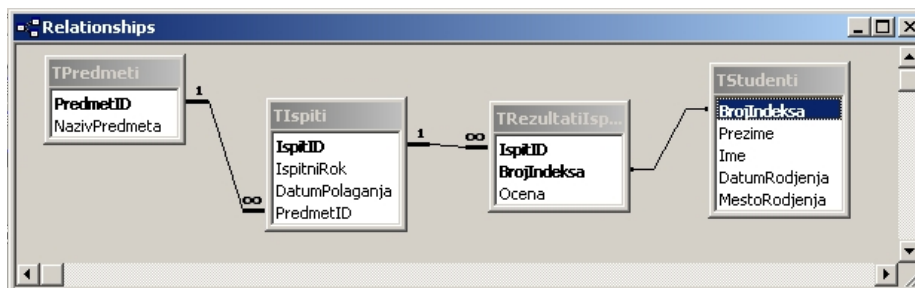 Relationships
TPredmeti
PredmetID
NazivPredmeta
1
∞
TIspiti
IspitID
IspitniRok
DatumPolaganja
PredmetID
1
∞
TRezultatiIsp...
IspitID
BrojIndeksa
Ocena
TStudenti
BrojIndeksa
Prezime
Ime
DatumRodjenja
MestoRodjenja